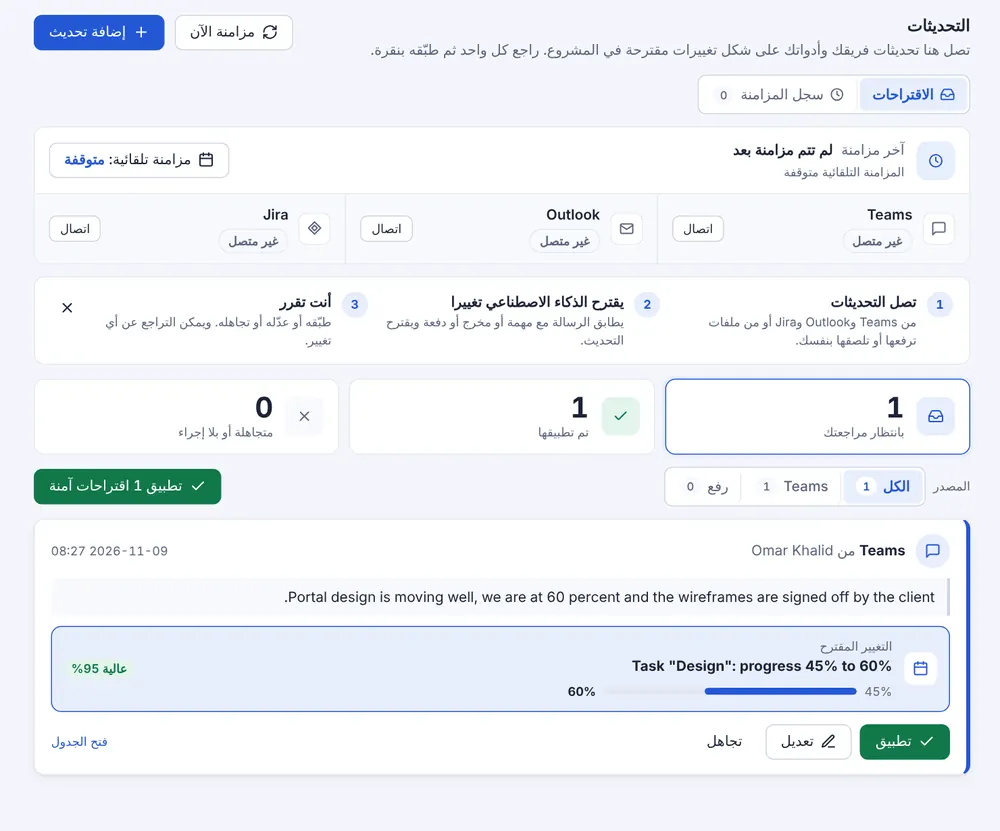 التحديثات
تصل هنا تحديثات فريقك وأدواتك على شكل تغييرات مقترحة في المشروع. راجع كل واحد ثم طبّقه بنقرة.
مزامنة الآن
إضافة تحديث
الاقتراحات
سجل المزامنة 0
آخر مزامنة لم تتم مزامنة بعد
المزامنة التلقائية متوقفة
مزامنة تلقائية: متوقفة
Teams
غير متصل
اتصال
Outlook
غير متصل
اتصال
Jira
غير متصل
اتصال
1
تصل التحديثات
من Teams وOutlook وJira أو من ملفات
ترفعها أو تلصقها بنفسك.
2
يقترح الذكاء الاصطناعي تغييرا
يطابق الرسالة مع مهمة أو مخرج أو دفعة ويقترح
التحديث.
3
أنت تقرر
طبّقه أو عدّله أو تجاهله. ويمكن التراجع عن أي
تغيير.
1
بانتظار مراجعتك
1
تم تطبيقها
0
متجاهلة أو بلا إجراء
المصدر
الكل 1
Teams 1
رفع 0
تطبيق 1 اقتراحات آمنة
Teams من Omar Khalid
08:27 2026-11-09
Portal design is moving well, we are at 60 percent and the wireframes are signed off by the client.
التغيير المقترح
Task "Design": progress 45% to 60%
45% 60%
عالية 95%
تطبيق
تعديل
تجاهل
فتح الجدول